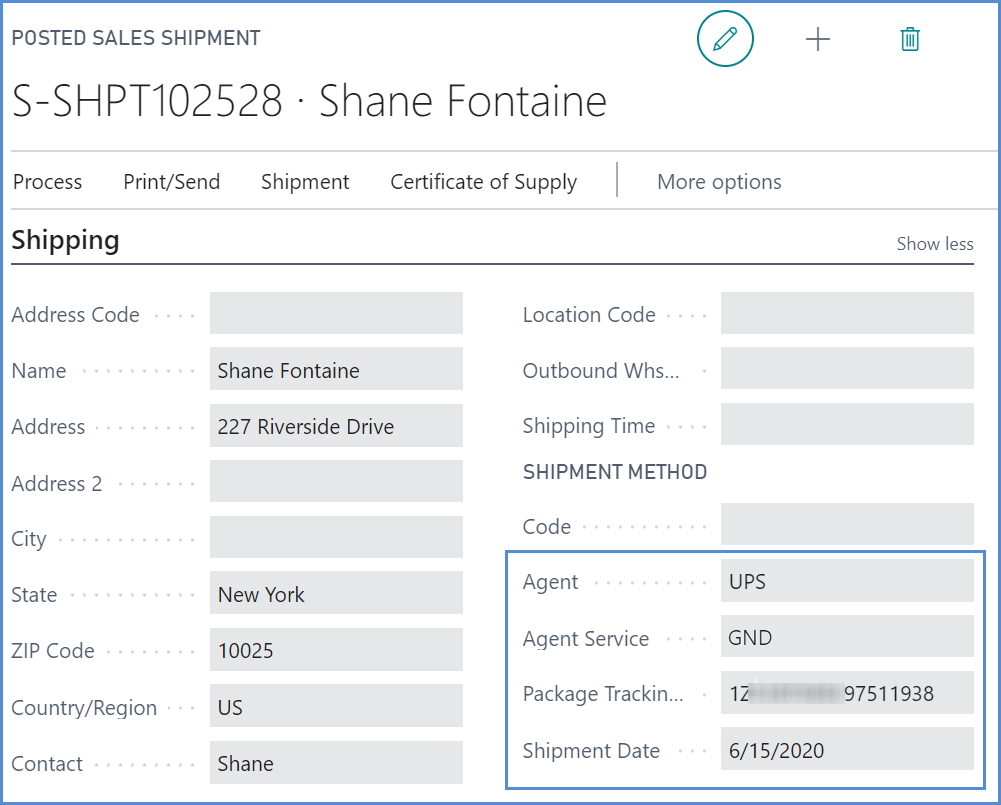 POSTED SALES SHIPMENT
S-SHPT102528 · Shane Fontaine
Process Print/Send Shipment Certificate of Supply More options
Shipping Show less
Address Code
Name Shane Fontaine
Address 227 Riverside Drive
Address 2
City
State New York
ZIP Code 10025
Country/Region US
Contact Shane
Location Code
Outbound Whs...
Shipping Time
SHIPMENT METHOD
Code
Agent UPS
Agent Service GND
Package Trackin... 1Z 97511938
Shipment Date 6/15/2020